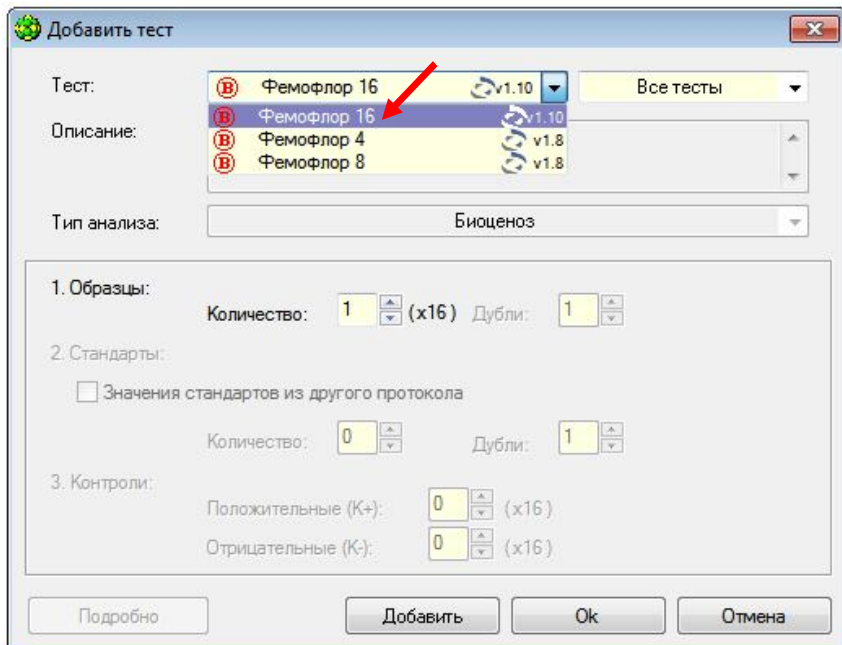 Добавить тест
Тест: В Фемофлор 16 v1.10 Все тесты
В Фемофлор 16 v1.10
Описание: В Фемофлор 4 v1.8
В Фемофлор 8 v1.8
Тип анализа: Биоценоз
1. Образцы:
Количество: 1 (x16) Дубли: 1
2. Стандарты:
Значения стандартов из другого протокола
Количество: 0 Дубли: 1
3. Контроли:
Положительные (К+): 0 (x16)
Отрицательные (К-): 0 (x16)
Подробно Добавить Ok Отмена